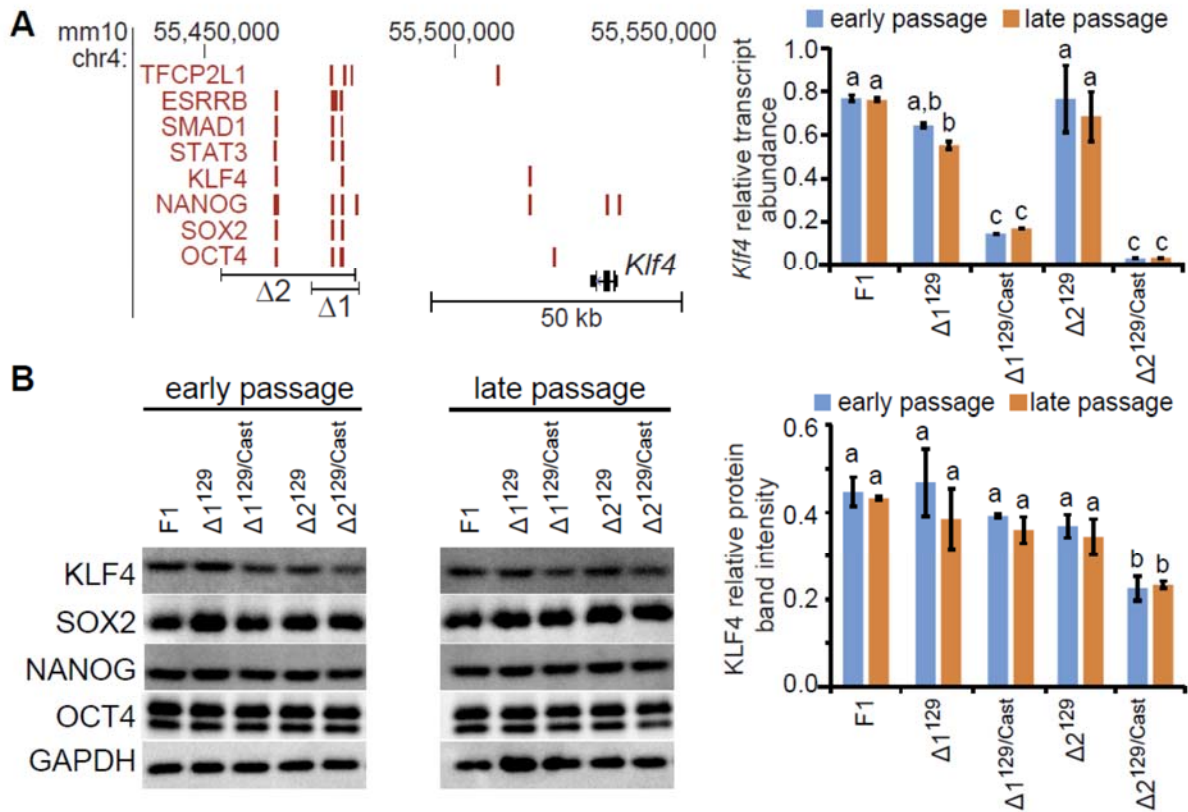 A
mm10
chr4:
55,450,000
55,500,000
55,550,000
TFCP2L1
ESRRB
SMAD1
STAT3
KLF4
NANOG
SOX2
OCT4
Δ2
Δ1
Klf4
50 kb
early passage
late passage
Klf4 relative transcript
abundance
1.0
0.8
0.6
0.4
0.2
0.0
a a a,b b c c a a c c
F1
Δ1¹²⁹
Δ1¹²⁹/Cast
Δ2¹²⁹
Δ2¹²⁹/Cast
B
early passage
late passage
F1
Δ1¹²⁹
Δ1¹²⁹/Cast
Δ2¹²⁹
Δ2¹²⁹/Cast
F1
Δ1¹²⁹
Δ1¹²⁹/Cast
Δ2¹²⁹
Δ2¹²⁹/Cast
KLF4
SOX2
NANOG
OCT4
GAPDH
early passage
late passage
KLF4 relative protein
band intensity
0.6
0.4
0.2
0.0
a a a a a a a a b b
F1
Δ1¹²⁹
Δ1¹²⁹/Cast
Δ2¹²⁹
Δ2¹²⁹/Cast